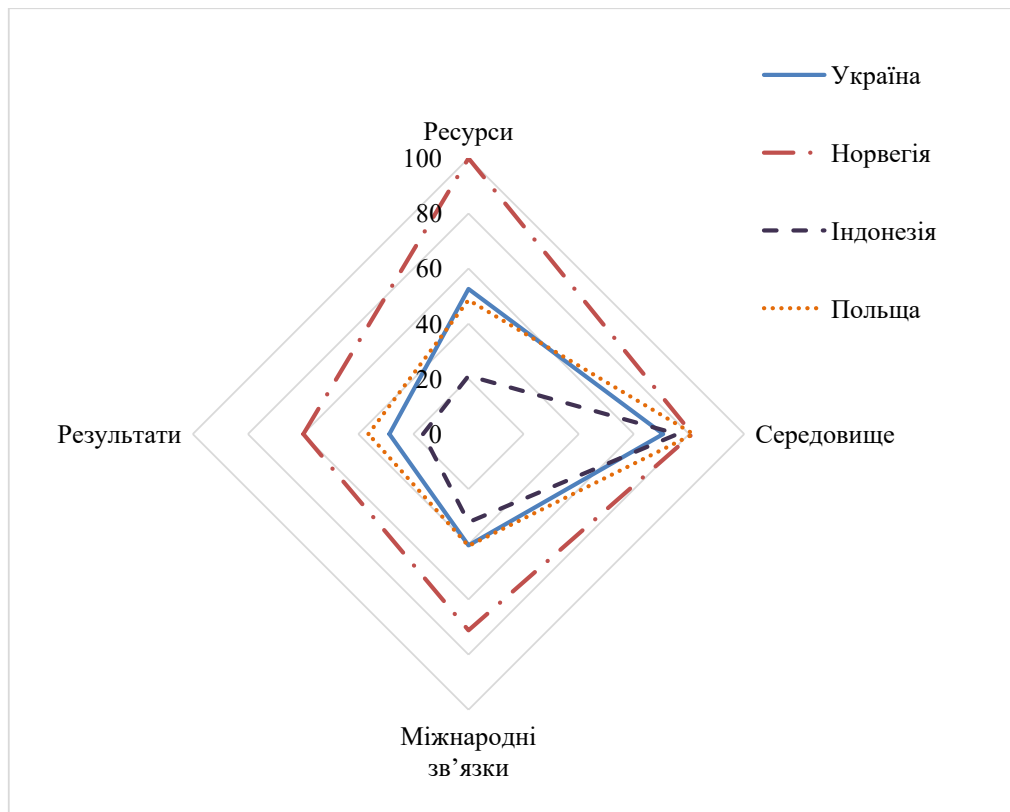 Україна
Норвегія
Індонезія
Польща
Ресурси
100
80
60
40
20
0
Результати
Середовище
Міжнародні
зв’язки